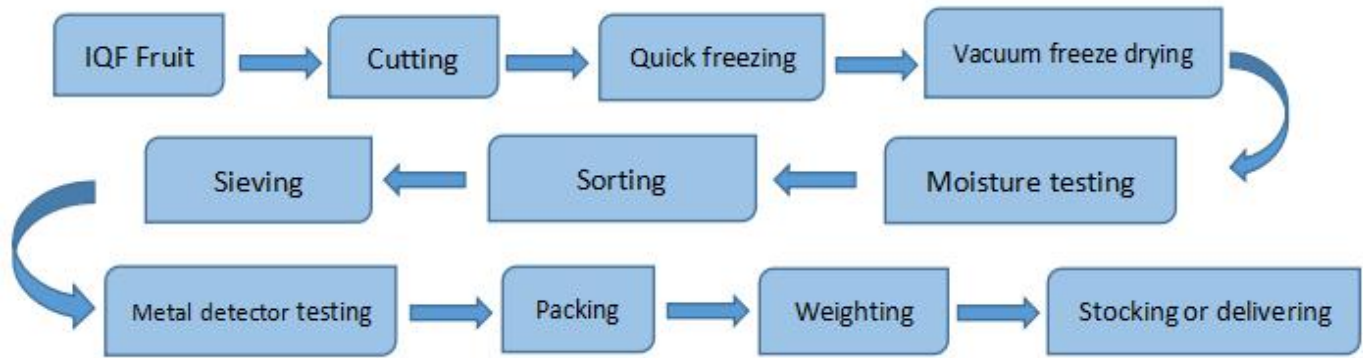 IQF Fruit
Cutting
Quick freezing
Vacuum freeze drying
Moisture testing
Sorting
Sieving
Metal detector testing
Packing
Weighting
Stocking or delivering